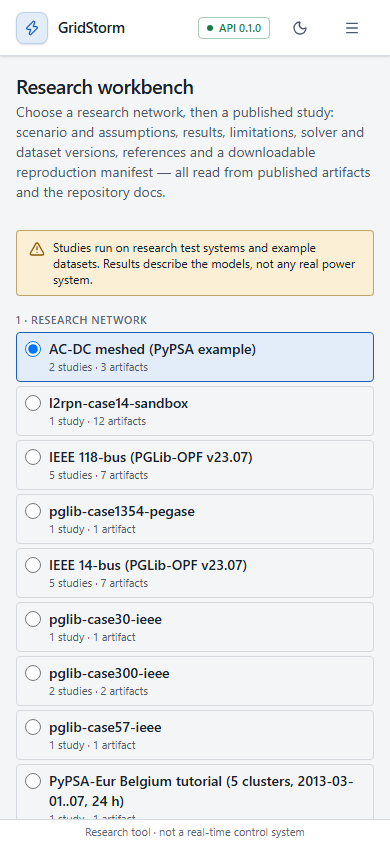 GridStorm
API 0.1.0
Research workbench
Choose a research network, then a published study:
scenario and assumptions, results, limitations, solver and
dataset versions, references and a downloadable
reproduction manifest — all read from published artifacts
and the repository docs.
Studies run on research test systems and example
datasets. Results describe the models, not any real power
system.
1 · RESEARCH NETWORK
AC-DC meshed (PyPSA example)
2 studies · 3 artifacts
l2rpn-case14-sandbox
1 study · 12 artifacts
IEEE 118-bus (PGLib-OPF v23.07)
5 studies · 7 artifacts
pglib-case1354-pegase
1 study · 1 artifact
IEEE 14-bus (PGLib-OPF v23.07)
5 studies · 7 artifacts
pglib-case30-ieee
1 study · 1 artifact
pglib-case300-ieee
2 studies · 2 artifacts
pglib-case57-ieee
1 study · 1 artifact
PyPSA-Eur Belgium tutorial (5 clusters, 2013-03-
01..07, 24 h)
1 study · 1 artifact
Research tool · not a real-time control system